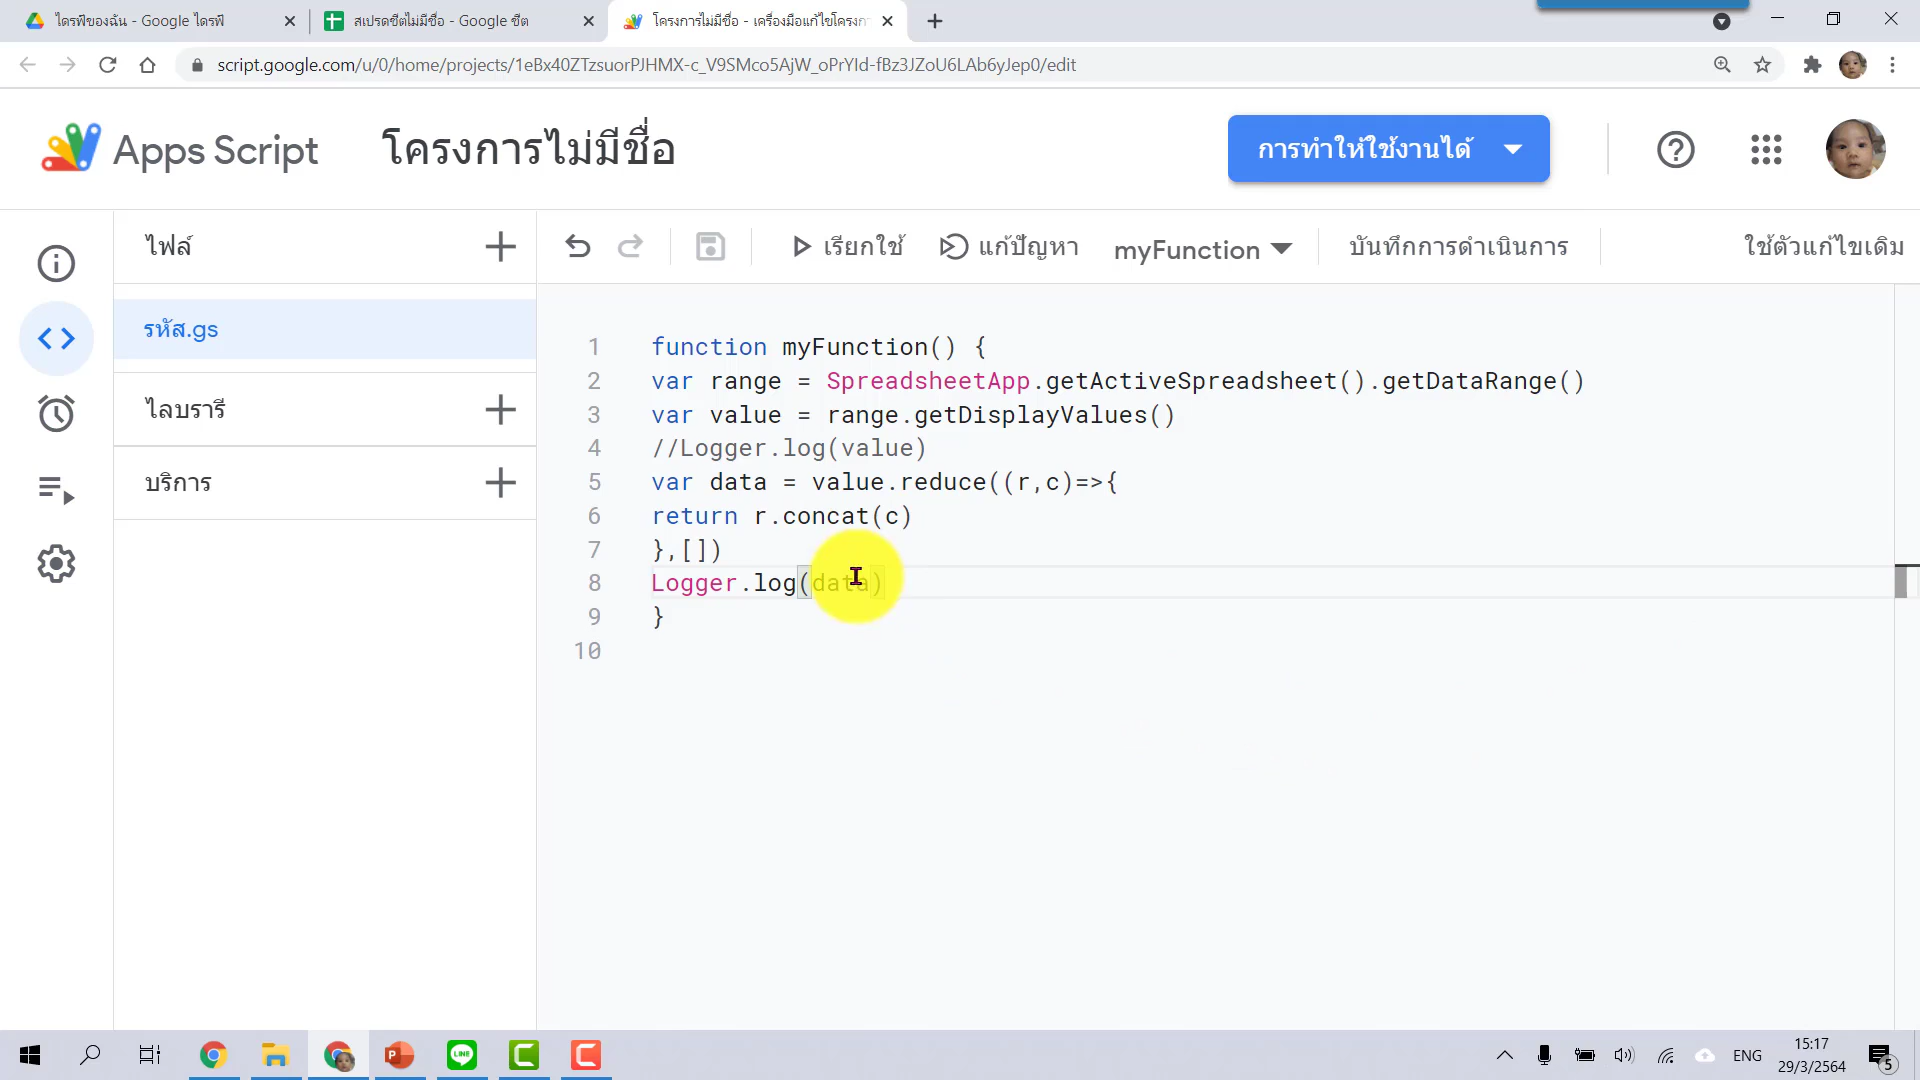 ไดรฟ์ของฉัน - Google ไดรฟ์
สเปรดชีตไม่มีชื่อ - Google ชีต
โครงการไม่มีชื่อ - เครื่องมือแก้ไขโครงกา
script.google.com/u/0/home/projects/1eBx40ZTzsuorPJHMX-c_V9SMco5AjW_oPrYId-fBz3JZoU6LAb6yJep0/edit
Apps Script
โครงการไม่มีชื่อ
การทำให้ใช้งานได้
ไฟล์
เรียกใช้
แก้ปัญหา
myFunction
บันทึกการดำเนินการ
ใช้ตัวแก้ไขเดิม
รหัส.gs
ไลบรารี
บริการ
1 function myFunction() {
2 var range = SpreadsheetApp.getActiveSpreadsheet().getDataRange()
3 var value = range.getDisplayValues()
4 //Logger.log(value)
5 var data = value.reduce((r,c)=>{
6 return r.concat(c)
7 },[])
8 Logger.log(data)
9 }
10
LINE
ENG
15:17
29/3/2564
5